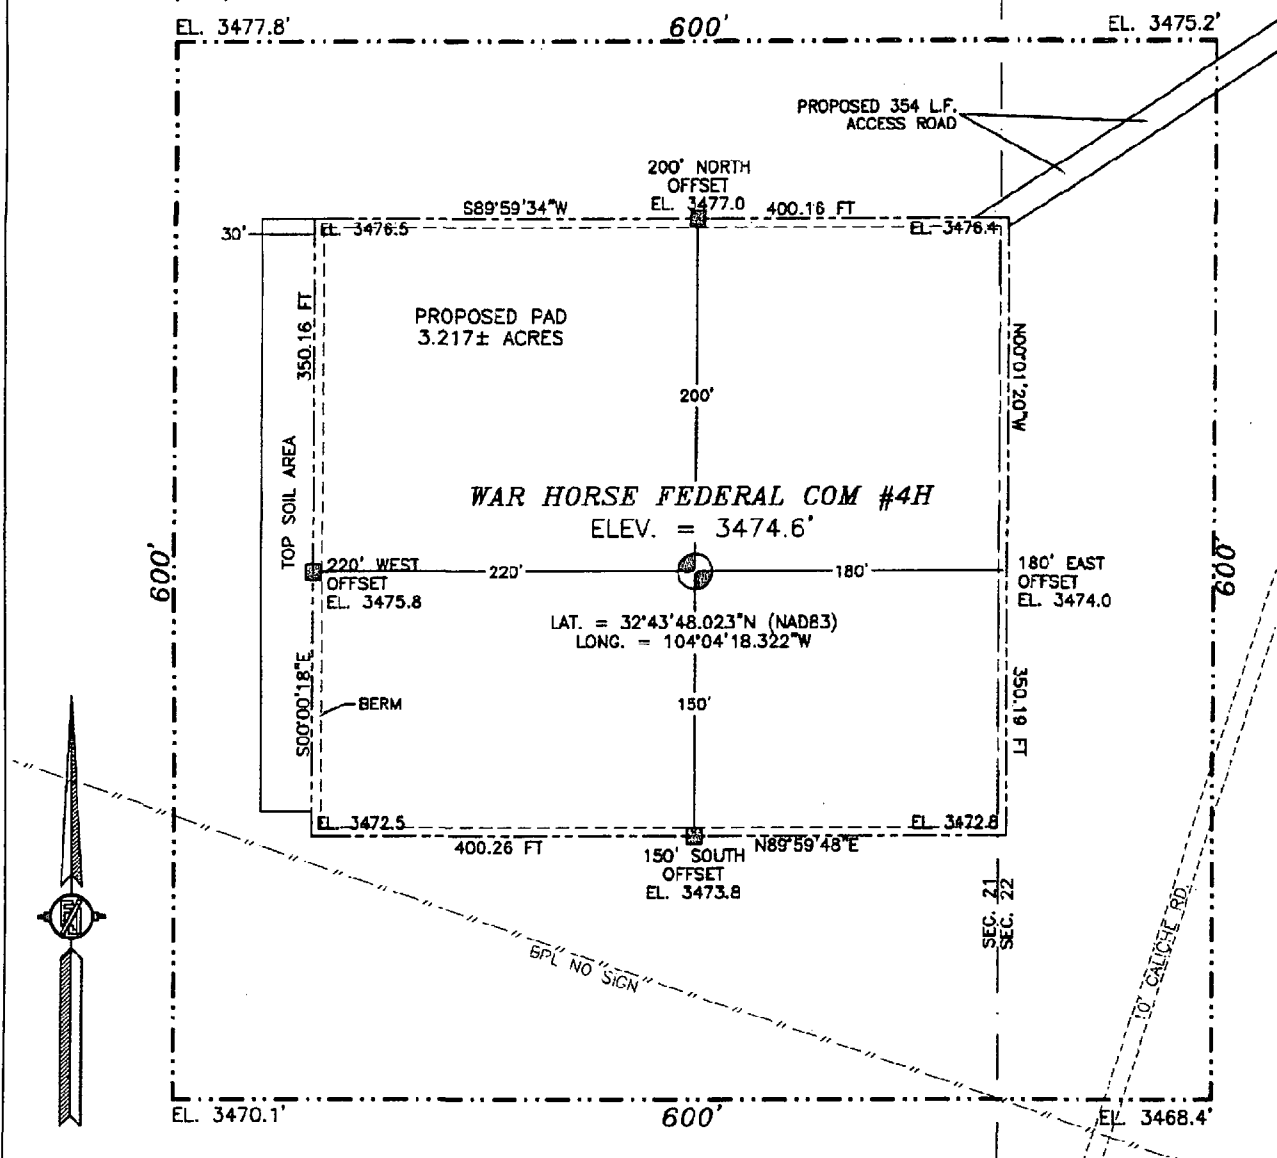 EL. 3477.8'
600'
EL. 3475.2'
PROPOSED 354 L.F.
ACCESS ROAD
200' NORTH
OFFSET
EL. 3477.0
S89°59'34"W
400.16 FT
30'
EL. 3476.5
EL. 3476.4
PROPOSED PAD
3.217± ACRES
350.16 FT
N00°01'20"W
200'
TOP SOIL AREA
WAR HORSE FEDERAL COM #4H
ELEV. = 3474.6'
600'
220' WEST
OFFSET
EL. 3475.8
220'
180'
180' EAST
OFFSET
EL. 3474.0
600'
LAT. = 32°43'48.023"N (NAD83)
LONG. = 104°04'18.322"W
S00°00'18"E
BERM
150'
350.19 FT
EL. 3472.5
EL. 3472.8
400.26 FT
N89°59'48"E
150' SOUTH
OFFSET
EL. 3473.8
SEC. 21
SEC. 22
BPL NO SIGN
10' CALICHE RD.
EL. 3470.1'
600'
EL. 3468.4'